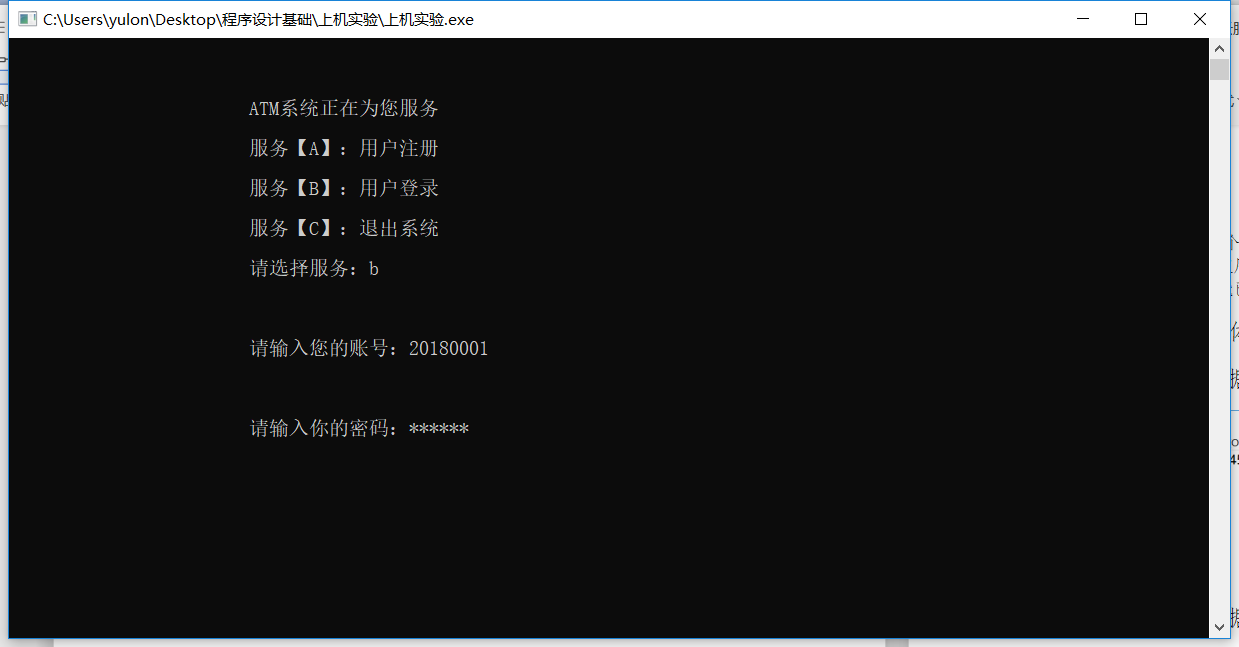 C:\Users\yulon\Desktop\程序设计基础\上机实验\上机实验.exe
ATM系统正在为您服务
服务【A】：用户注册
服务【B】：用户登录
服务【C】：退出系统
请选择服务：b
请输入您的账号：20180001
请输入你的密码：******